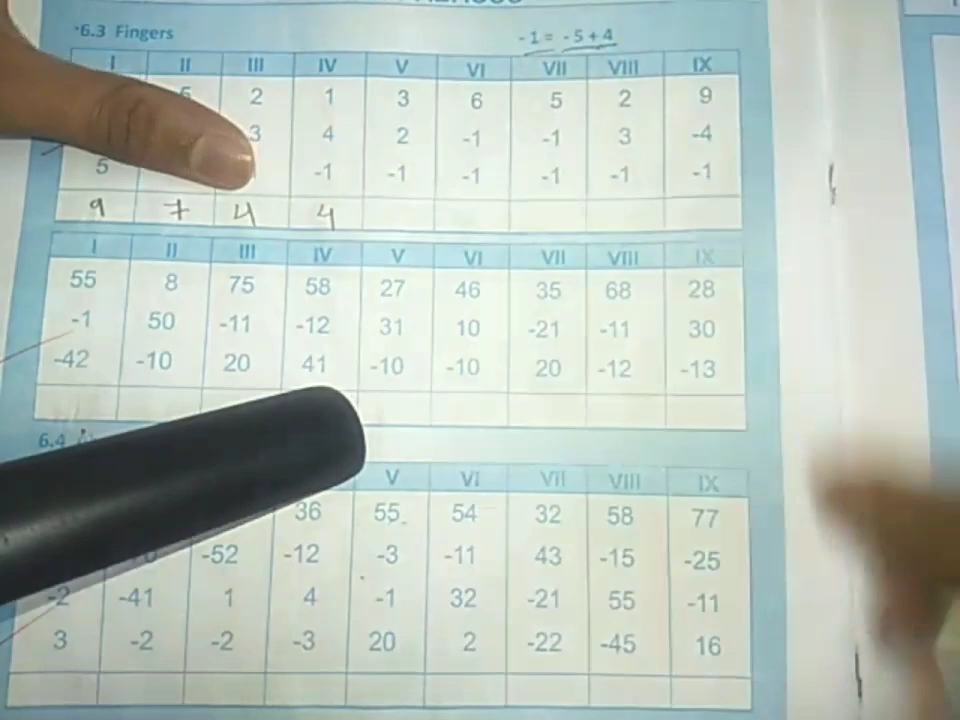 6.3 Fingers
-1 = -5+4
I II III IV V VI VII VIII IX
2 1 3 6 5 2 9
3 4 2 -1 -1 3 -4
5 -1 -1 -1 -1 -1 -1
9 7 4 4
I II III IV V VI VII VIII IX
55 8 75 58 27 46 35 68 28
-1 50 -11 -12 31 10 -21 -11 30
-42 -10 20 41 -10 -10 20 -12 -13
6.4
V VI VII VIII IX
36 55 54 32 58 77
-52 -12 -3 -11 43 -15 -25
-2 -41 1 4 -1 32 -21 55 -11
3 -2 -2 -3 20 2 -22 -45 16